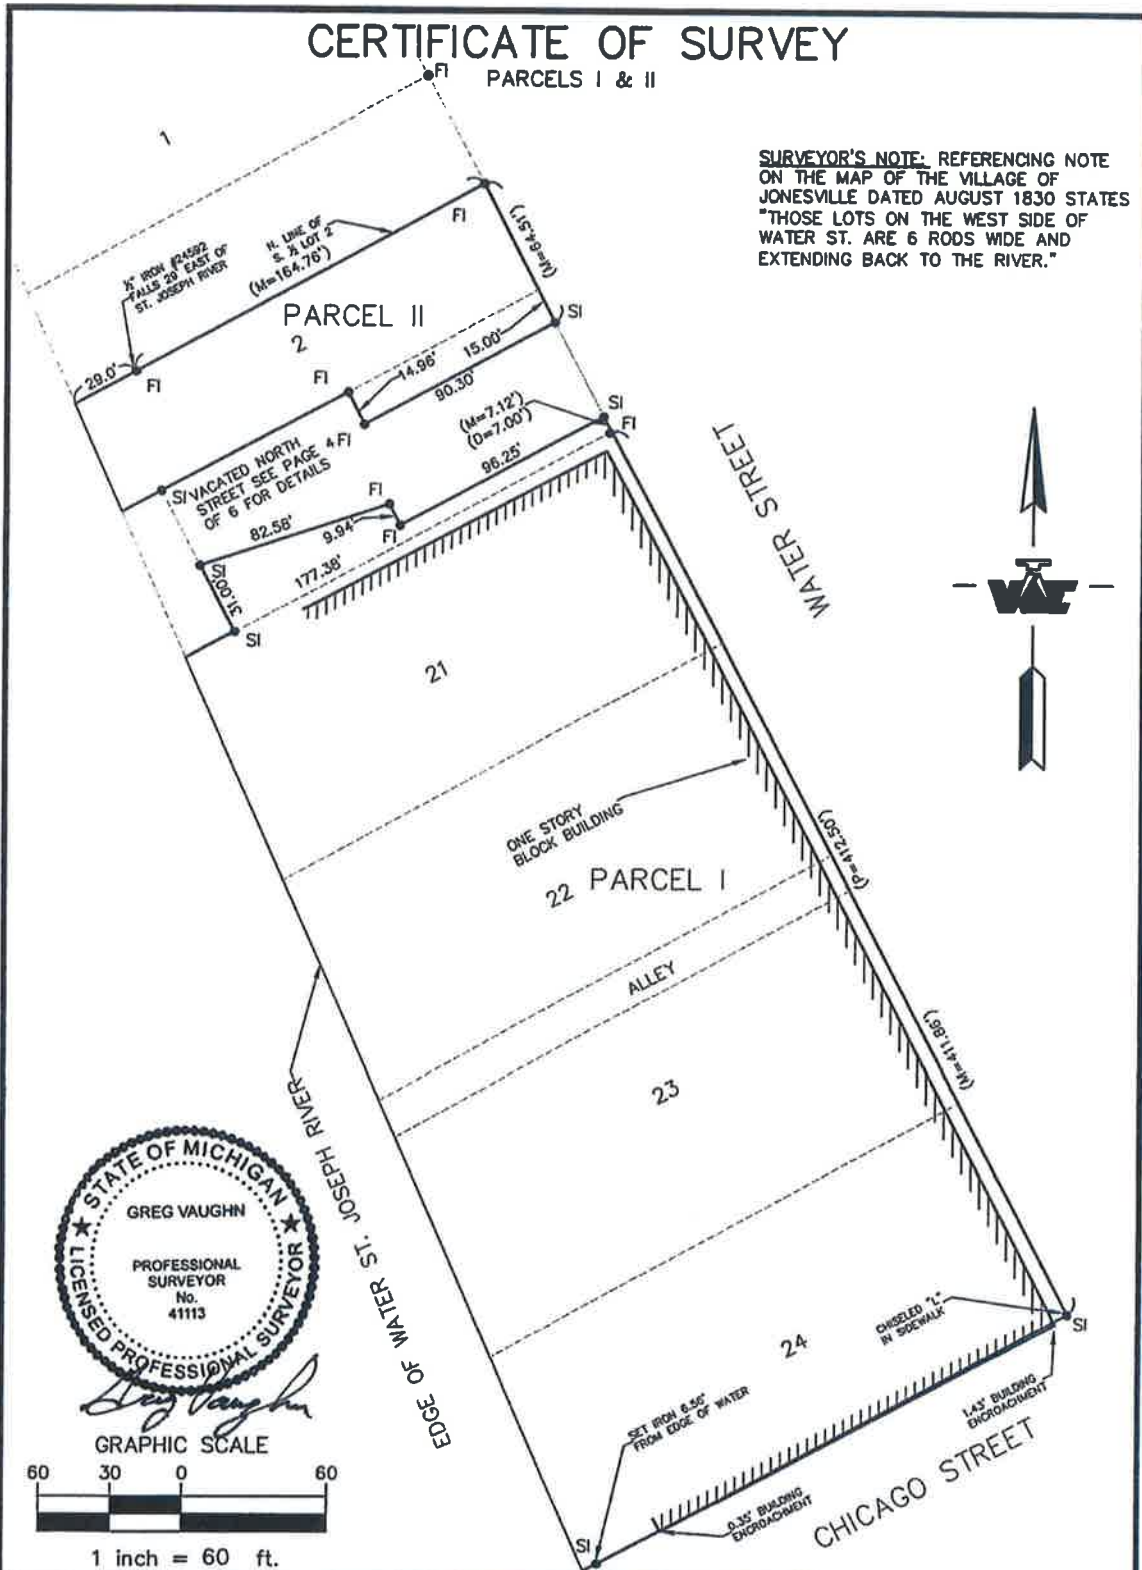 CERTIFICATE OF SURVEY
PARCELS I & II
FI
1
SURVEYOR'S NOTE: REFERENCING NOTE
ON THE MAP OF THE VILLAGE OF
JONESVILLE DATED AUGUST 1830 STATES
"THOSE LOTS ON THE WEST SIDE OF
WATER ST. ARE 6 RODS WIDE AND
EXTENDING BACK TO THE RIVER."
FI
(M=64.51')
½" IRON #24592
FALLS 29' EAST OF
ST. JOSEPH RIVER
N. LINE OF
S. ½ LOT 2
(M=164.76')
PARCEL II
2
SI
29.0'
FI
FI
14.96'
15.00'
90.30'
FI
(M=7.12')
(D=7.00')
SI
FI
SI
VACATED NORTH
STREET SEE PAGE 4
OF 6 FOR DETAILS
96.25'
FI
82.58'
9.94'
FI
SI
177.38'
31.00'
SI
WATER STREET
VAE
21
ONE STORY
BLOCK BUILDING
22
PARCEL I
(P=412.50')
ALLEY
(M=411.86')
23
EDGE OF WATER ST. JOSEPH RIVER
STATE OF MICHIGAN
GREG VAUGHN
PROFESSIONAL
SURVEYOR
No.
41113
LICENSED PROFESSIONAL SURVEYOR
Greg Vaughn
24
CHISELED "L"
IN SIDEWALK
SI
1.43' BUILDING
ENCROACHMENT
SET IRON 6.56'
FROM EDGE OF WATER
0.35' BUILDING
ENCROACHMENT
SI
CHICAGO STREET
GRAPHIC SCALE
60 30 0 60
1 inch = 60 ft.